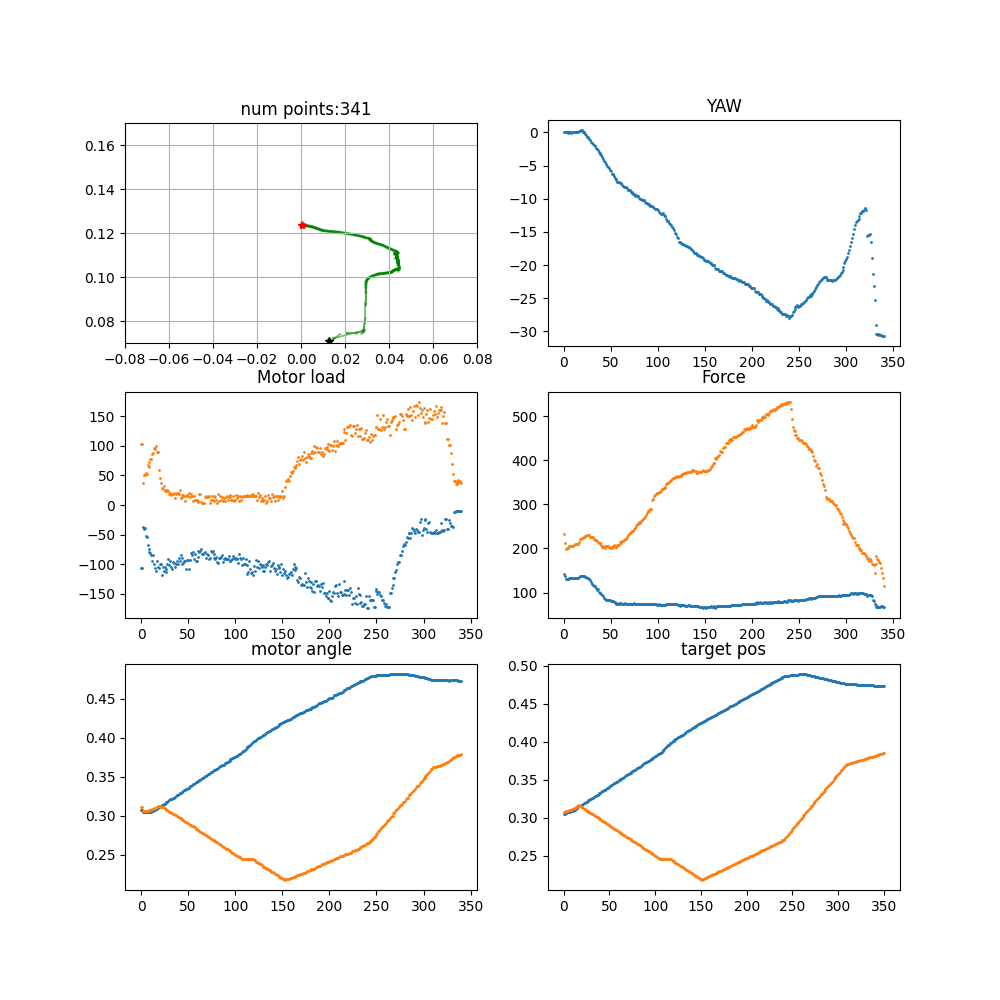 num points:341
0.16
0.14
0.12
0.10
0.08
−0.08 −0.06 −0.04 −0.02 0.00 0.02 0.04 0.06 0.08
YAW
0
−5
−10
−15
−20
−25
−30
0 50 100 150 200 250 300 350
Motor load
150
100
50
0
−50
−100
−150
0 50 100 150 200 250 300 350
Force
500
400
300
200
100
0 50 100 150 200 250 300 350
motor angle
0.45
0.40
0.35
0.30
0.25
0 50 100 150 200 250 300 350
target pos
0.50
0.45
0.40
0.35
0.30
0.25
0 50 100 150 200 250 300 350